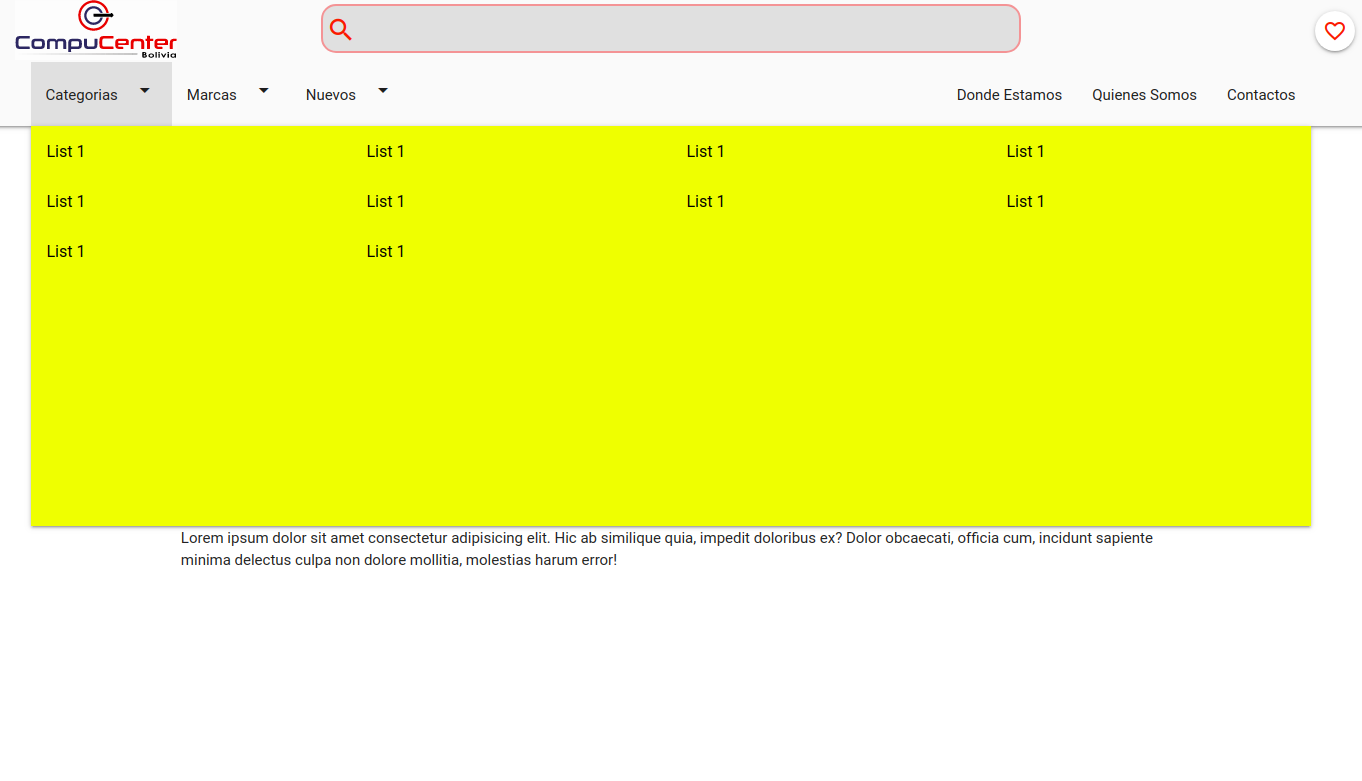 CompuCenter
Bolivia
Categorias Marcas Nuevos Donde Estamos Quienes Somos Contactos
List 1 List 1 List 1 List 1
List 1 List 1 List 1 List 1
List 1 List 1
Lorem ipsum dolor sit amet consectetur adipisicing elit. Hic ab similique quia, impedit doloribus ex? Dolor obcaecati, officia cum, incidunt sapiente
minima delectus culpa non dolore mollitia, molestias harum error!